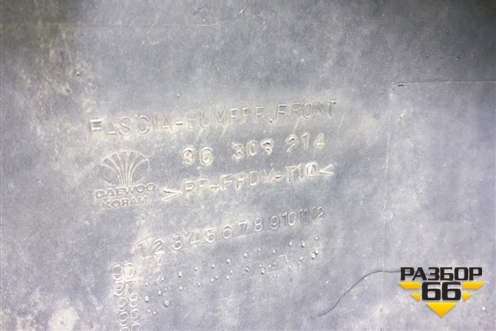 FASCIA-BUMPER,FRONT
96 309 214
DAEWOO
KORAM
>PP+EPDM-T10<
1 2 3 4 5 6 7 8 9 10 11 12
РАЗБОР
66